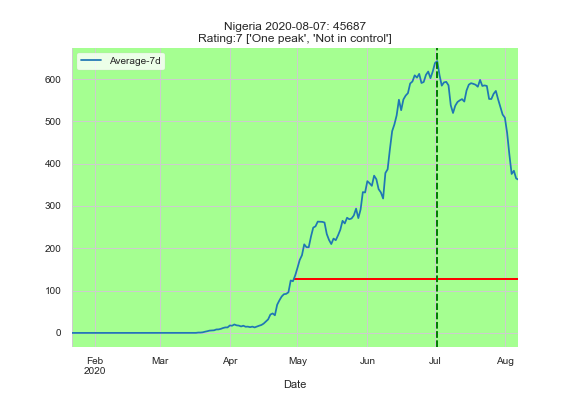 Nigeria 2020-08-07: 45687
Rating:7 ['One peak', 'Not in control']
Average-7d
600
500
400
300
200
100
0
Feb
2020
Mar
Apr
May
Jun
Jul
Aug
Date